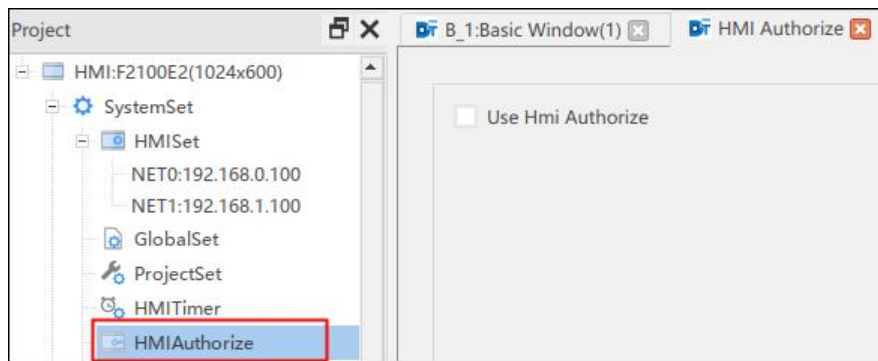 Project
B_1:Basic Window(1)
HMI Authorize
HMI:F2100E2(1024x600)
SystemSet
HMISet
NET0:192.168.0.100
NET1:192.168.1.100
GlobalSet
ProjectSet
HMITimer
HMIAuthorize
Use Hmi Authorize